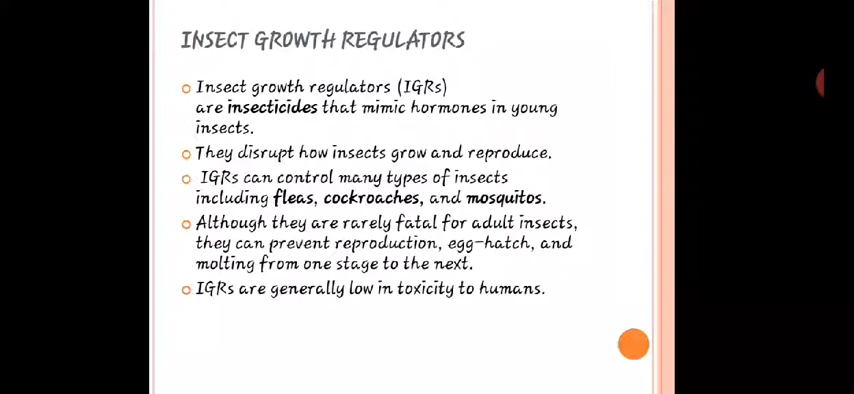 INSECT GROWTH REGULATORS
Insect growth regulators (IGRs)
are insecticides that mimic hormones in young
insects.
They disrupt how insects grow and reproduce.
IGRs can control many types of insects
including fleas, cockroaches, and mosquitos.
Although they are rarely fatal for adult insects,
they can prevent reproduction, egg-hatch, and
molting from one stage to the next.
IGRs are generally low in toxicity to humans.